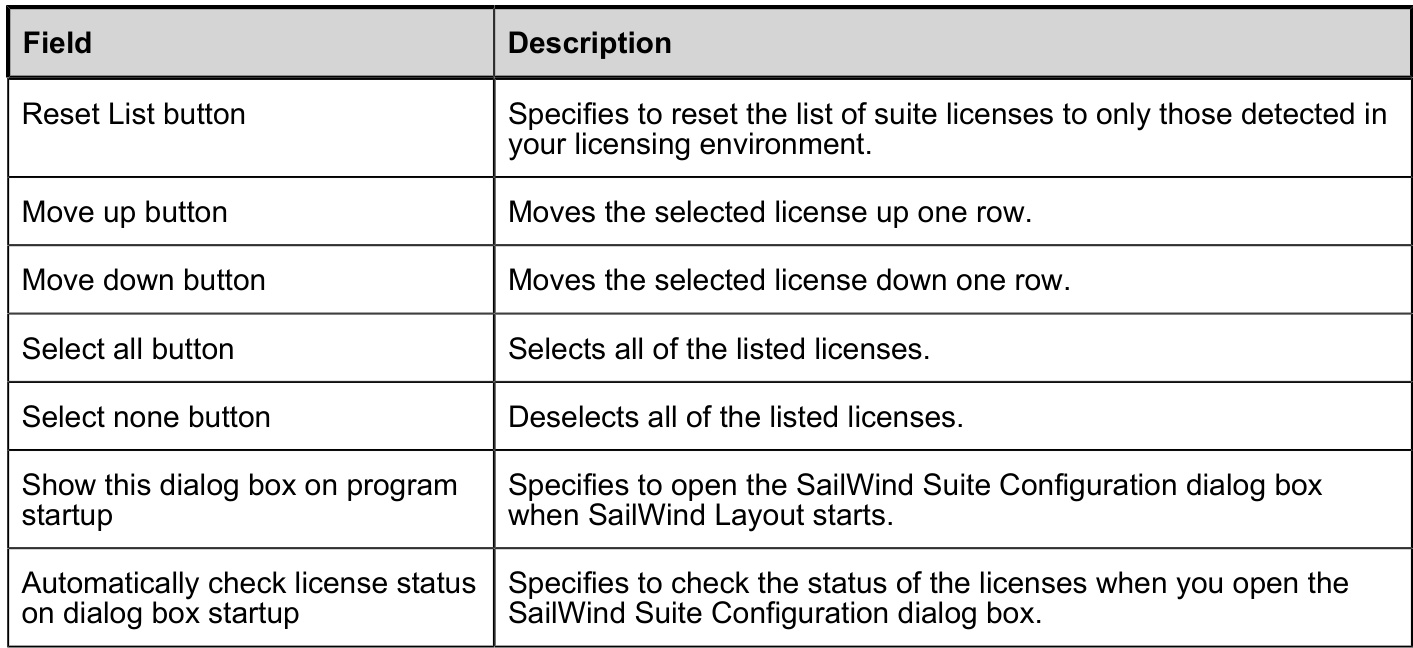 Field Description
Reset List button Specifies to reset the list of suite licenses to only those detected in
your licensing environment.
Move up button Moves the selected license up one row.
Move down button Moves the selected license down one row.
Select all button Selects all of the listed licenses.
Select none button Deselects all of the listed licenses.
Show this dialog box on program
startup
Specifies to open the SailWind Suite Configuration dialog box
when SailWind Layout starts.
Automatically check license status
on dialog box startup
Specifies to check the status of the licenses when you open the
SailWind Suite Configuration dialog box.